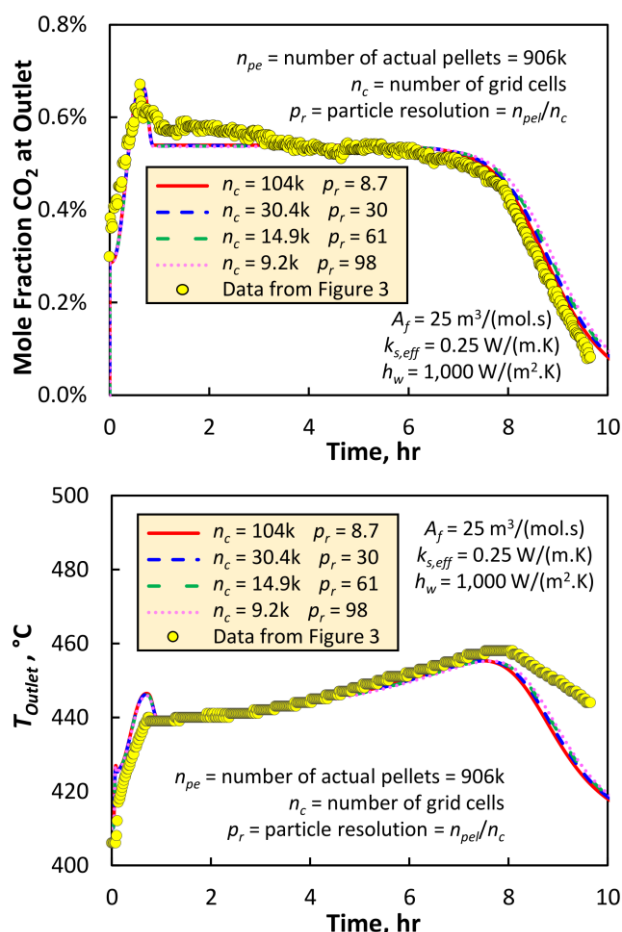 0.8%
0.6%
0.4%
0.2%
0.0%
Mole Fraction CO₂ at Outlet
n_pe = number of actual pellets = 906k
n_c = number of grid cells
p_r = particle resolution = n_pel/n_c
n_c = 104k p_r = 8.7
n_c = 30.4k p_r = 30
n_c = 14.9k p_r = 61
n_c = 9.2k p_r = 98
Data from Figure 3
A_f = 25 m³/(mol.s)
k_s,eff = 0.25 W/(m.K)
h_w = 1,000 W/(m².K)
0 2 4 6 8 10
Time, hr
500
480
460
440
420
400
T_Outlet , °C
n_c = 104k p_r = 8.7
n_c = 30.4k p_r = 30
n_c = 14.9k p_r = 61
n_c = 9.2k p_r = 98
Data from Figure 3
A_f = 25 m³/(mol.s)
k_s,eff = 0.25 W/(m.K)
h_w = 1,000 W/(m².K)
n_pe = number of actual pellets = 906k
n_c = number of grid cells
p_r = particle resolution = n_pel/n_c
0 2 4 6 8 10
Time, hr